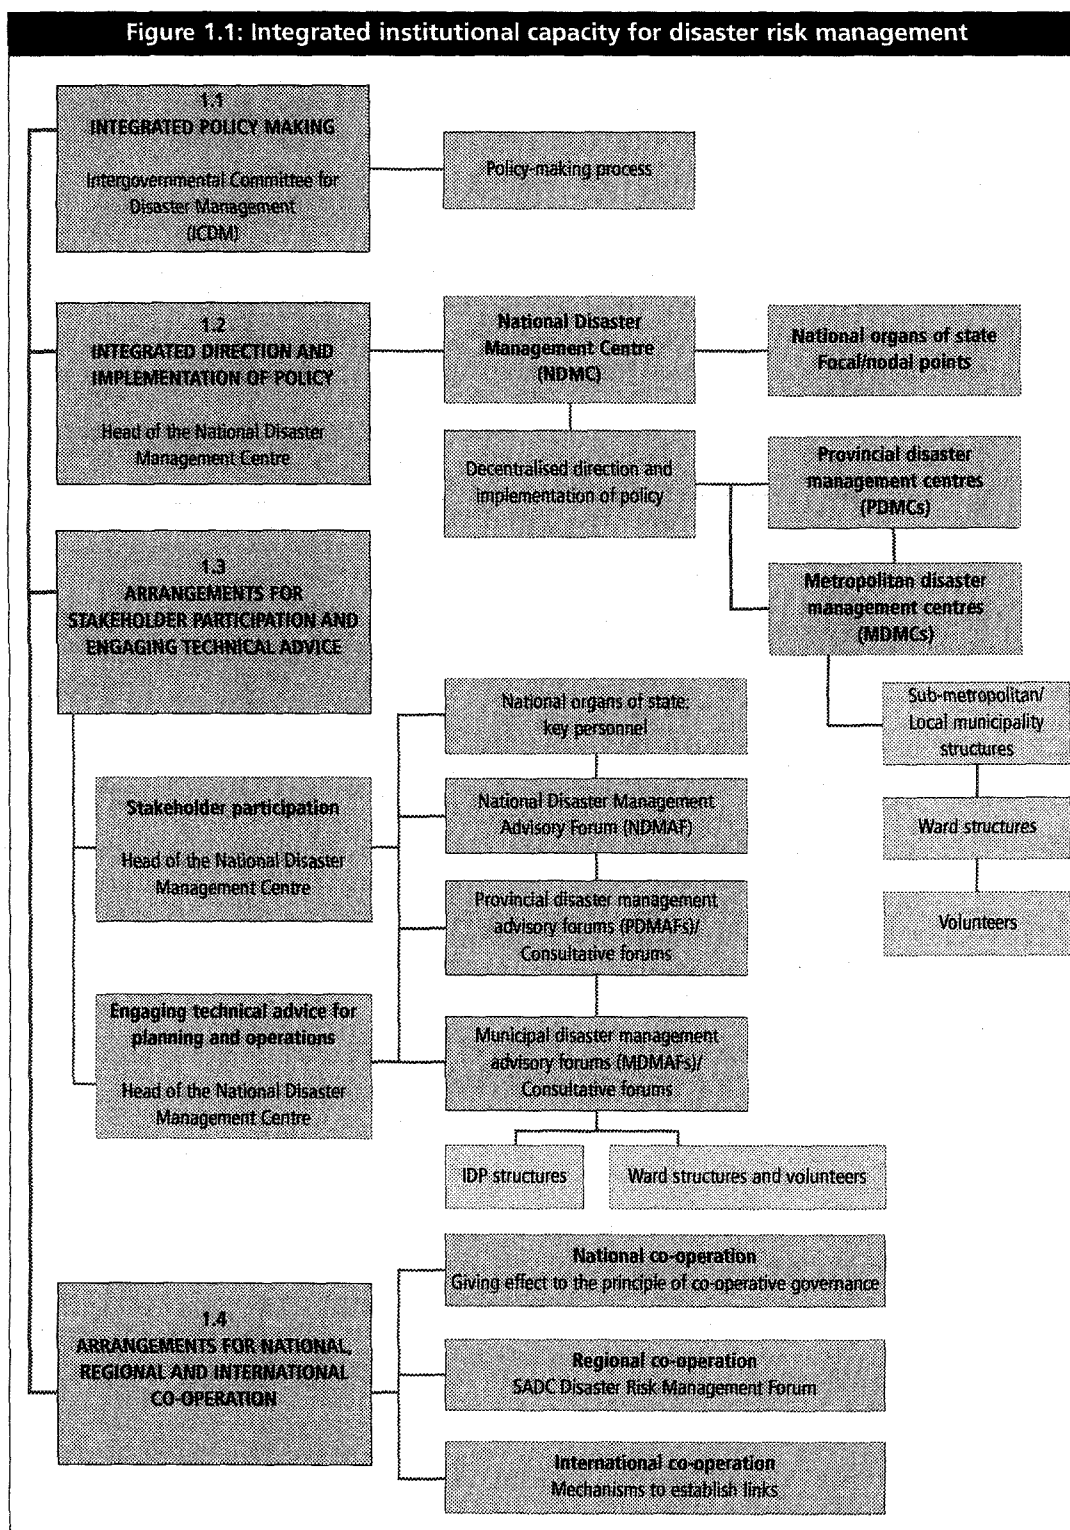 Figure 1.1: Integrated institutional capacity for disaster risk management
1.1
INTEGRATED POLICY MAKING
Intergovernmental Committee for
Disaster Management
(ICDM)
Policy-making process
1.2
INTEGRATED DIRECTION AND
IMPLEMENTATION OF POLICY
Head of the National Disaster
Management Centre
National Disaster
Management Centre
(NDMC)
National organs of state
Focal/nodal points
Decentralised direction and
implementation of policy
Provincial disaster
management centres
(PDMCs)
Metropolitan disaster
management centres
(MDMCs)
Sub-metropolitan/
Local municipality
structures
Ward structures
Volunteers
1.3
ARRANGEMENTS FOR
STAKEHOLDER PARTICIPATION AND
ENGAGING TECHNICAL ADVICE
Stakeholder participation
Head of the National Disaster
Management Centre
Engaging technical advice for
planning and operations
Head of the National Disaster
Management Centre
National organs of state:
key personnel
National Disaster Management
Advisory Forum (NDMAF)
Provincial disaster management
advisory forums (PDMAFs)/
Consultative forums
Municipal disaster management
advisory forums (MDMAFs)/
Consultative forums
IDP structures
Ward structures and volunteers
1.4
ARRANGEMENTS FOR NATIONAL,
REGIONAL AND INTERNATIONAL
CO-OPERATION
National co-operation
Giving effect to the principle of co-operative governance
Regional co-operation
SADC Disaster Risk Management Forum
International co-operation
Mechanisms to establish links